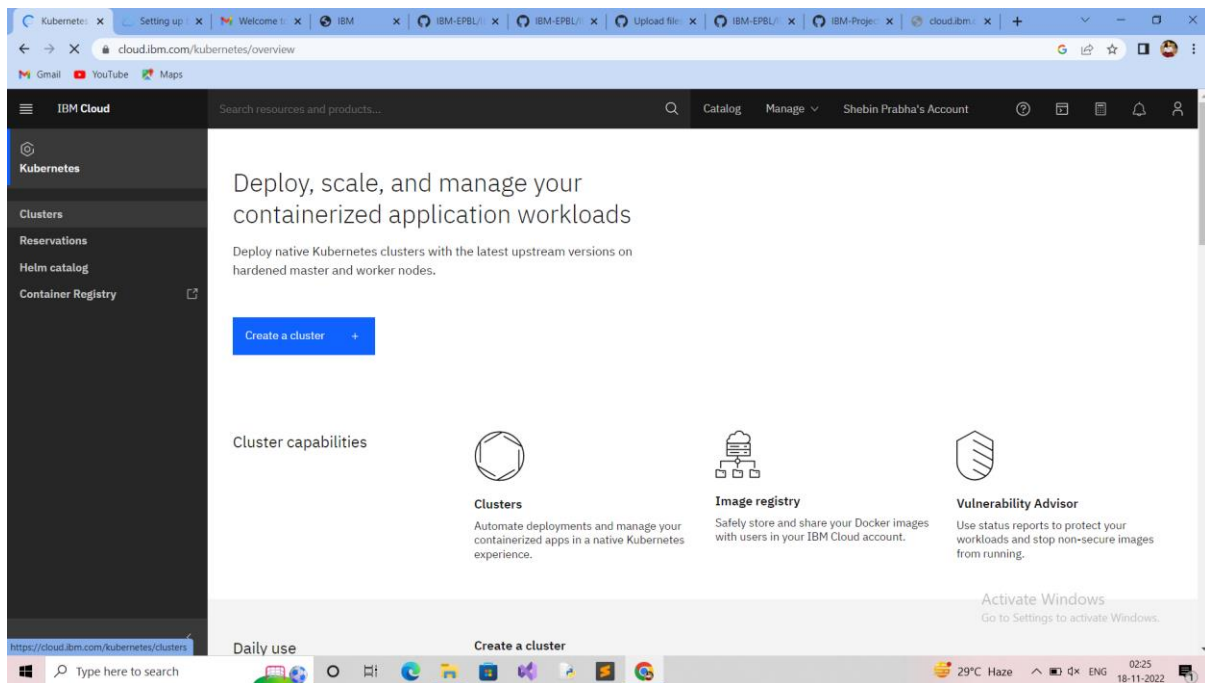 Kubernetes
Setting up
Welcome t
IBM
IBM-EPBL/
IBM-EPBL/
Upload file
IBM-EPBL/
IBM-Projec
cloud.ibm.c
cloud.ibm.com/kubernetes/overview
Gmail YouTube Maps
IBM Cloud
Search resources and products...
Catalog Manage Shebin Prabha's Account
Kubernetes
Clusters
Reservations
Helm catalog
Container Registry
Deploy, scale, and manage your
containerized application workloads
Deploy native Kubernetes clusters with the latest upstream versions on
hardened master and worker nodes.
Create a cluster +
Cluster capabilities
Clusters
Automate deployments and manage your
containerized apps in a native Kubernetes
experience.
Image registry
Safely store and share your Docker images
with users in your IBM Cloud account.
Vulnerability Advisor
Use status reports to protect your
workloads and stop non-secure images
from running.
Activate Windows
Go to Settings to activate Windows.
Daily use
Create a cluster
https://cloud.ibm.com/kubernetes/clusters
Type here to search
29°C Haze
ENG
02:25
18-11-2022